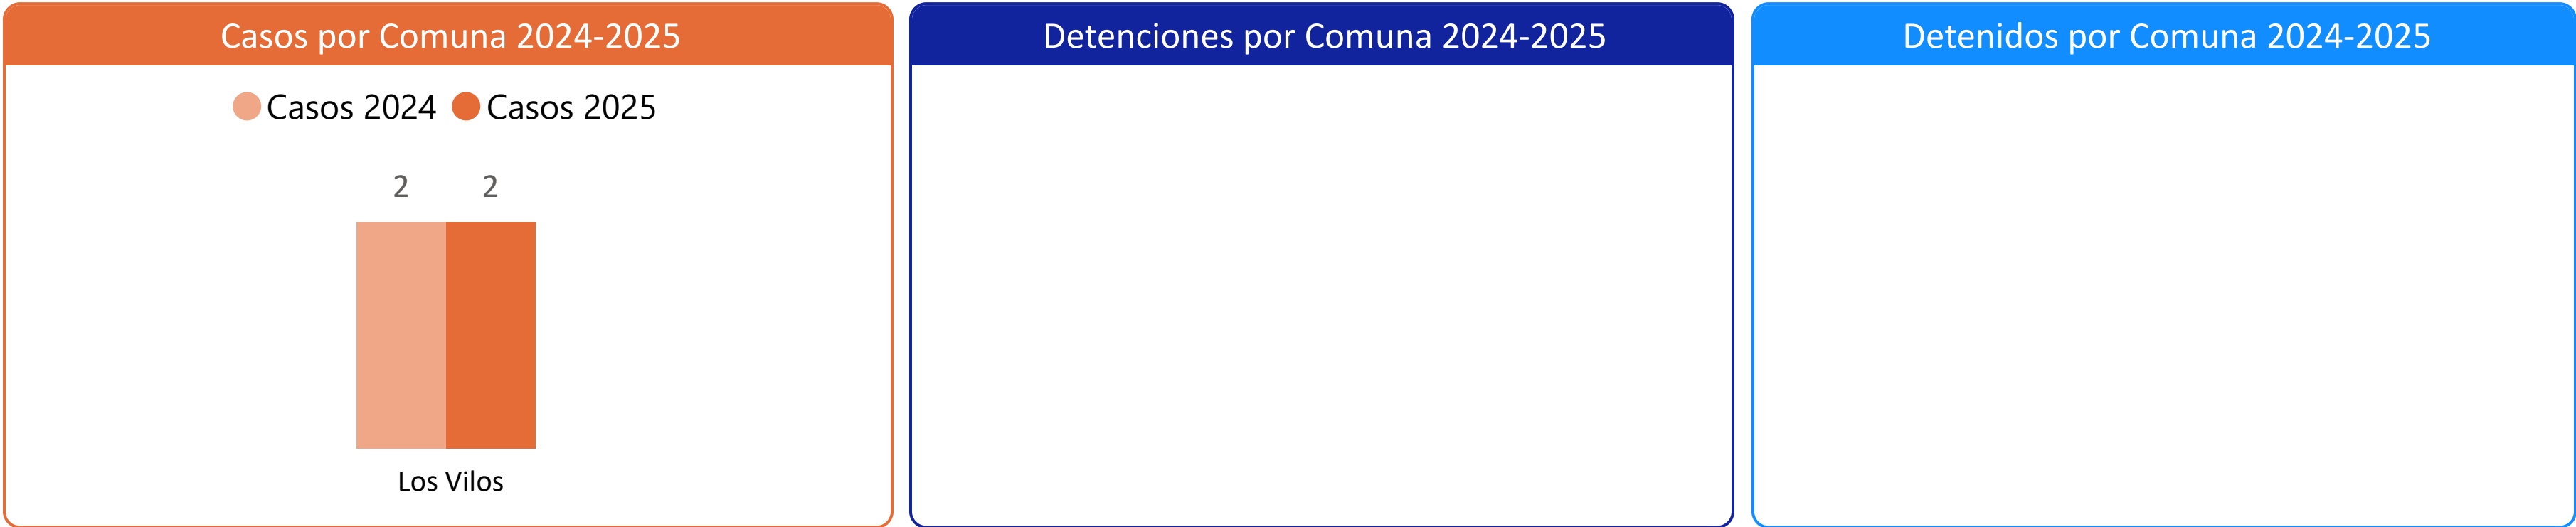 Casos por Comuna 2024-2025
Casos 2024 Casos 2025
2 2
Los Vilos
Detenciones por Comuna 2024-2025
Detenidos por Comuna 2024-2025